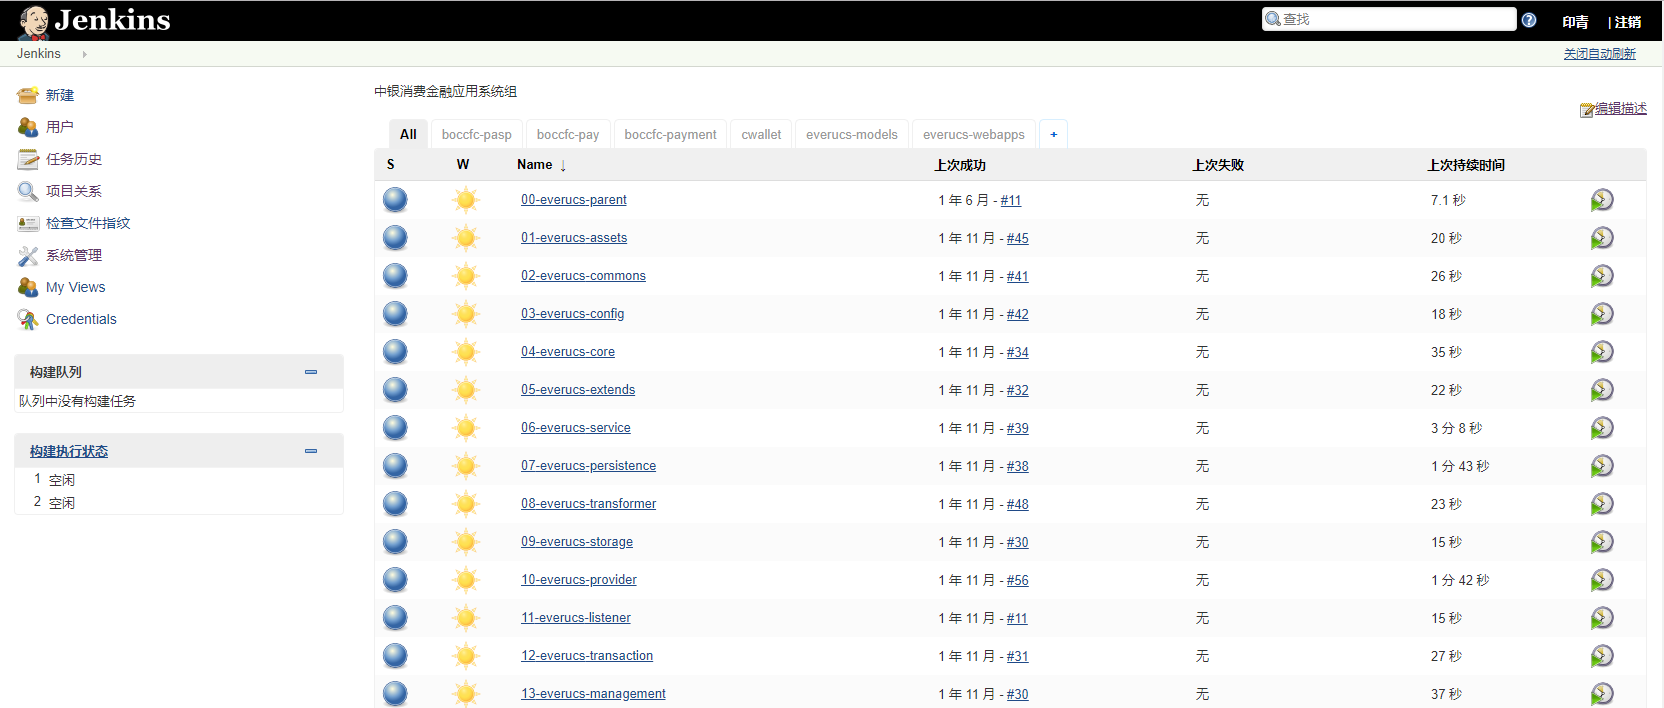 Jenkins
查找
印青
| 注销
Jenkins
关闭自动刷新
新建
用户
任务历史
项目关系
检查文件指纹
系统管理
My Views
Credentials
构建队列
队列中没有构建任务
构建执行状态
1 空闲
2 空闲
中银消费金融应用系统组
编辑描述
All boccfc-pasp boccfc-pay boccfc-payment cwallet everucs-models everucs-webapps +
S W Name ↓ 上次成功 上次失败 上次持续时间
00-everucs-parent 1 年 6 月 - #11 无 7.1 秒
01-everucs-assets 1 年 11 月 - #45 无 20 秒
02-everucs-commons 1 年 11 月 - #41 无 26 秒
03-everucs-config 1 年 11 月 - #42 无 18 秒
04-everucs-core 1 年 11 月 - #34 无 35 秒
05-everucs-extends 1 年 11 月 - #32 无 22 秒
06-everucs-service 1 年 11 月 - #39 无 3 分 8 秒
07-everucs-persistence 1 年 11 月 - #38 无 1 分 43 秒
08-everucs-transformer 1 年 11 月 - #48 无 23 秒
09-everucs-storage 1 年 11 月 - #30 无 15 秒
10-everucs-provider 1 年 11 月 - #56 无 1 分 42 秒
11-everucs-listener 1 年 11 月 - #11 无 15 秒
12-everucs-transaction 1 年 11 月 - #31 无 27 秒
13-everucs-management 1 年 11 月 - #30 无 37 秒